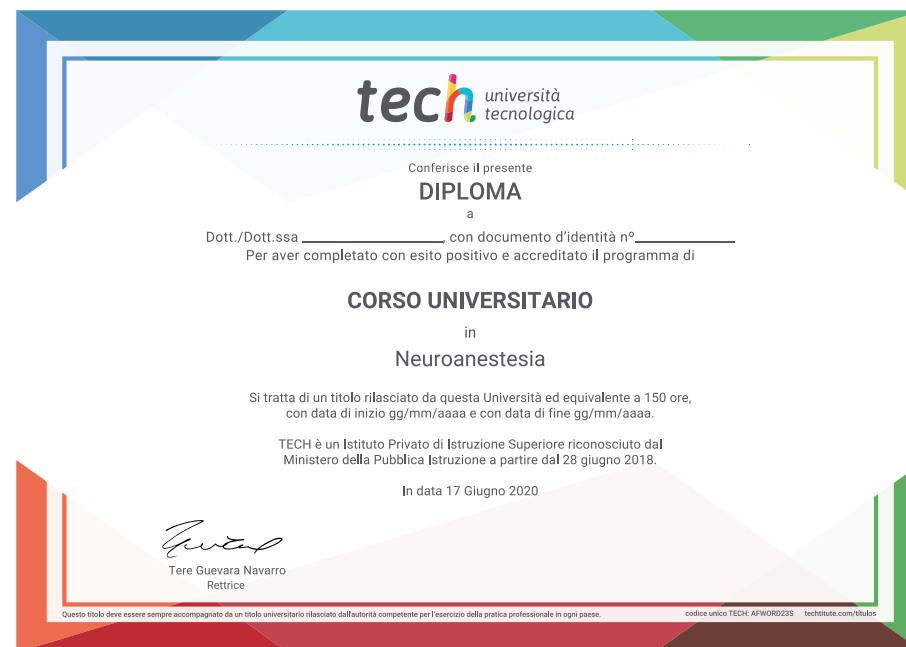 tech università
tecnologica
Conferisce il presente
DIPLOMA
a
Dott./Dott.ssa ____________________, con documento d'identità nº______________
Per aver completato con esito positivo e accreditato il programma di
CORSO UNIVERSITARIO
in
Neuroanestesia
Si tratta di un titolo rilasciato da questa Università ed equivalente a 150 ore,
con data di inizio gg/mm/aaaa e con data di fine gg/mm/aaaa.
TECH è un Istituto Privato di Istruzione Superiore riconosciuto dal
Ministero della Pubblica Istruzione a partire dal 28 giugno 2018.
In data 17 Giugno 2020
Tere Guevara Navarro
Rettrice
Questo titolo deve essere sempre accompagnato da un titolo universitario rilasciato dall'autorità competente per l'esercizio della pratica professionale in ogni paese. codice unico TECH: AFWORD23S techtitute.com/títulos